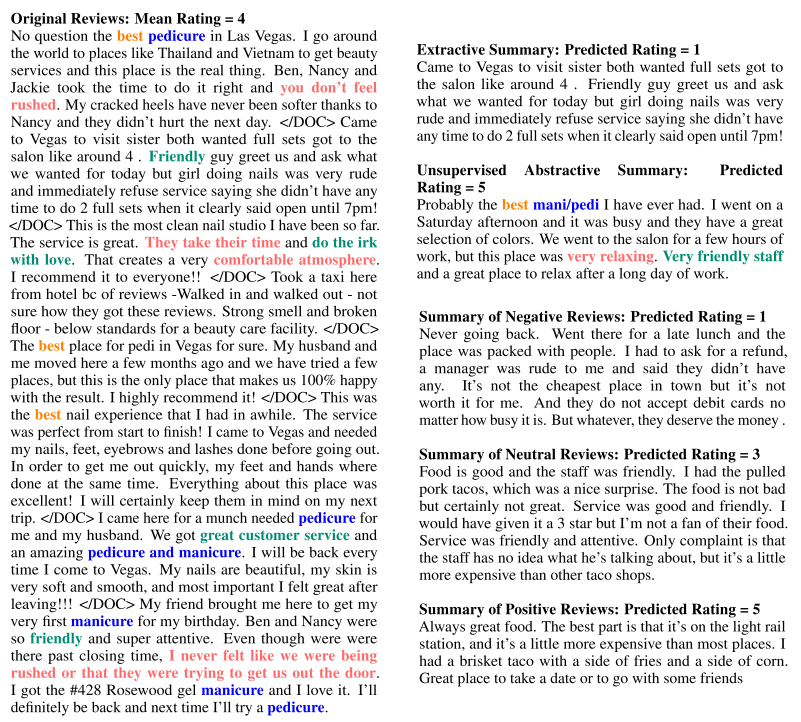 Original Reviews: Mean Rating = 4
No question the best pedicure in Las Vegas. I go around
the world to places like Thailand and Vietnam to get beauty
services and this place is the real thing. Ben, Nancy and
Jackie took the time to do it right and you don't feel
rushed. My cracked heels have never been softer thanks to
Nancy and they didn't hurt the next day. </DOC> Came
to Vegas to visit sister both wanted full sets got to the
salon like around 4 . Friendly guy greet us and ask what
we wanted for today but girl doing nails was very rude
and immediately refuse service saying she didn't have any
time to do 2 full sets when it clearly said open until 7pm!
</DOC> This is the most clean nail studio I have been so far.
The service is great. They take their time and do the irk
with love. That creates a very comfortable atmosphere.
I recommend it to everyone!! </DOC> Took a taxi here
from hotel bc of reviews -Walked in and walked out - not
sure how they got these reviews. Strong smell and broken
floor - below standards for a beauty care facility. </DOC>
The best place for pedi in Vegas for sure. My husband and
me moved here a few months ago and we have tried a few
places, but this is the only place that makes us 100% happy
with the result. I highly recommend it! </DOC> This was
the best nail experience that I had in awhile. The service
was perfect from start to finish! I came to Vegas and needed
my nails, feet, eyebrows and lashes done before going out.
In order to get me out quickly, my feet and hands where
done at the same time. Everything about this place was
excellent! I will certainly keep them in mind on my next
trip. </DOC> I came here for a munch needed pedicure for
me and my husband. We got great customer service and
an amazing pedicure and manicure. I will be back every
time I come to Vegas. My nails are beautiful, my skin is
very soft and smooth, and most important I felt great after
leaving!!! </DOC> My friend brought me here to get my
very first manicure for my birthday. Ben and Nancy were
so friendly and super attentive. Even though were were
there past closing time, I never felt like we were being
rushed or that they were trying to get us out the door.
I got the #428 Rosewood gel manicure and I love it. I'll
definitely be back and next time I'll try a pedicure.
Extractive Summary: Predicted Rating = 1
Came to Vegas to visit sister both wanted full sets got to
the salon like around 4 . Friendly guy greet us and ask
what we wanted for today but girl doing nails was very
rude and immediately refuse service saying she didn't have
any time to do 2 full sets when it clearly said open until 7pm!
Unsupervised Abstractive Summary: Predicted
Rating = 5
Probably the best mani/pedi I have ever had. I went on a
Saturday afternoon and it was busy and they have a great
selection of colors. We went to the salon for a few hours of
work, but this place was very relaxing. Very friendly staff
and a great place to relax after a long day of work.
Summary of Negative Reviews: Predicted Rating = 1
Never going back. Went there for a late lunch and the
place was packed with people. I had to ask for a refund,
a manager was rude to me and said they didn't have
any. It's not the cheapest place in town but it's not
worth it for me. And they do not accept debit cards no
matter how busy it is. But whatever, they deserve the money .
Summary of Neutral Reviews: Predicted Rating = 3
Food is good and the staff was friendly. I had the pulled
pork tacos, which was a nice surprise. The food is not bad
but certainly not great. Service was good and friendly. I
would have given it a 3 star but I'm not a fan of their food.
Service was friendly and attentive. Only complaint is that
the staff has no idea what he's talking about, but it's a little
more expensive than other taco shops.
Summary of Positive Reviews: Predicted Rating = 5
Always great food. The best part is that it's on the light rail
station, and it's a little more expensive than most places. I
had a brisket taco with a side of fries and a side of corn.
Great place to take a date or to go with some friends